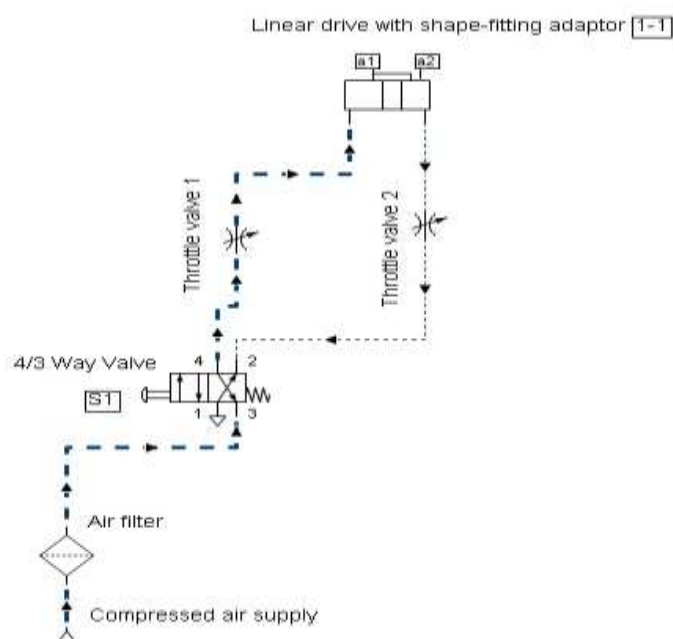 Linear drive with shape-fitting adaptor 1-1
a1 a2
Throttle valve 1
Throttle valve 2
4/3 Way Valve
4 2
S1
1 3
Air filter
Compressed air supply